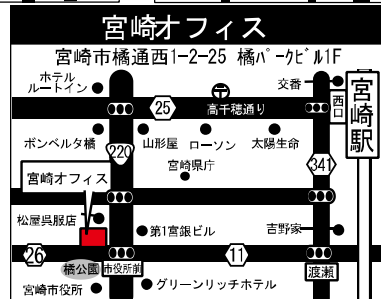 宮崎オフィス
宮崎市橘通西1-2-25 橘パークビル1F
ホテル
ルートイン
交番
西口
宮崎駅
25
高千穂通り
ボンベルタ橘
220
山形屋
ローソン
太陽生命
宮崎県庁
341
宮崎オフィス
松屋呉服店
第1宮銀ビル
吉野家
26
11
橘公園
市役所前
渡瀬
宮崎市役所
グリーンリッチホテル